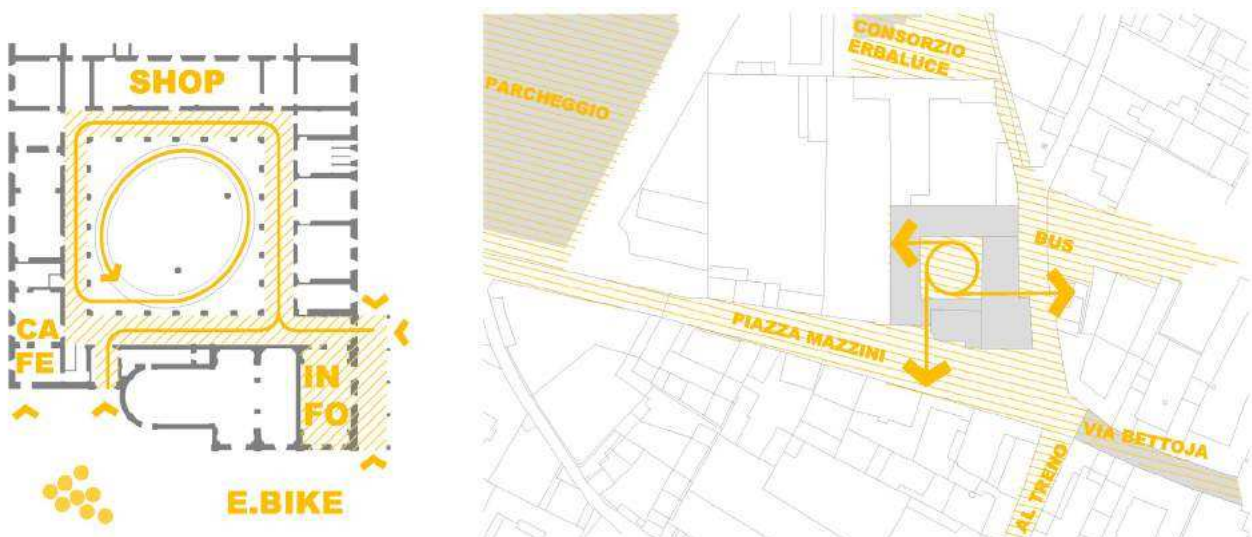 SHOP
CA
FE
IN
FO
E.BIKE
PARCHEGGIO
CONSORZIO
ERBALUCE
BUS
PIAZZA MAZZINI
VIA BETTOJA
AL TRENO